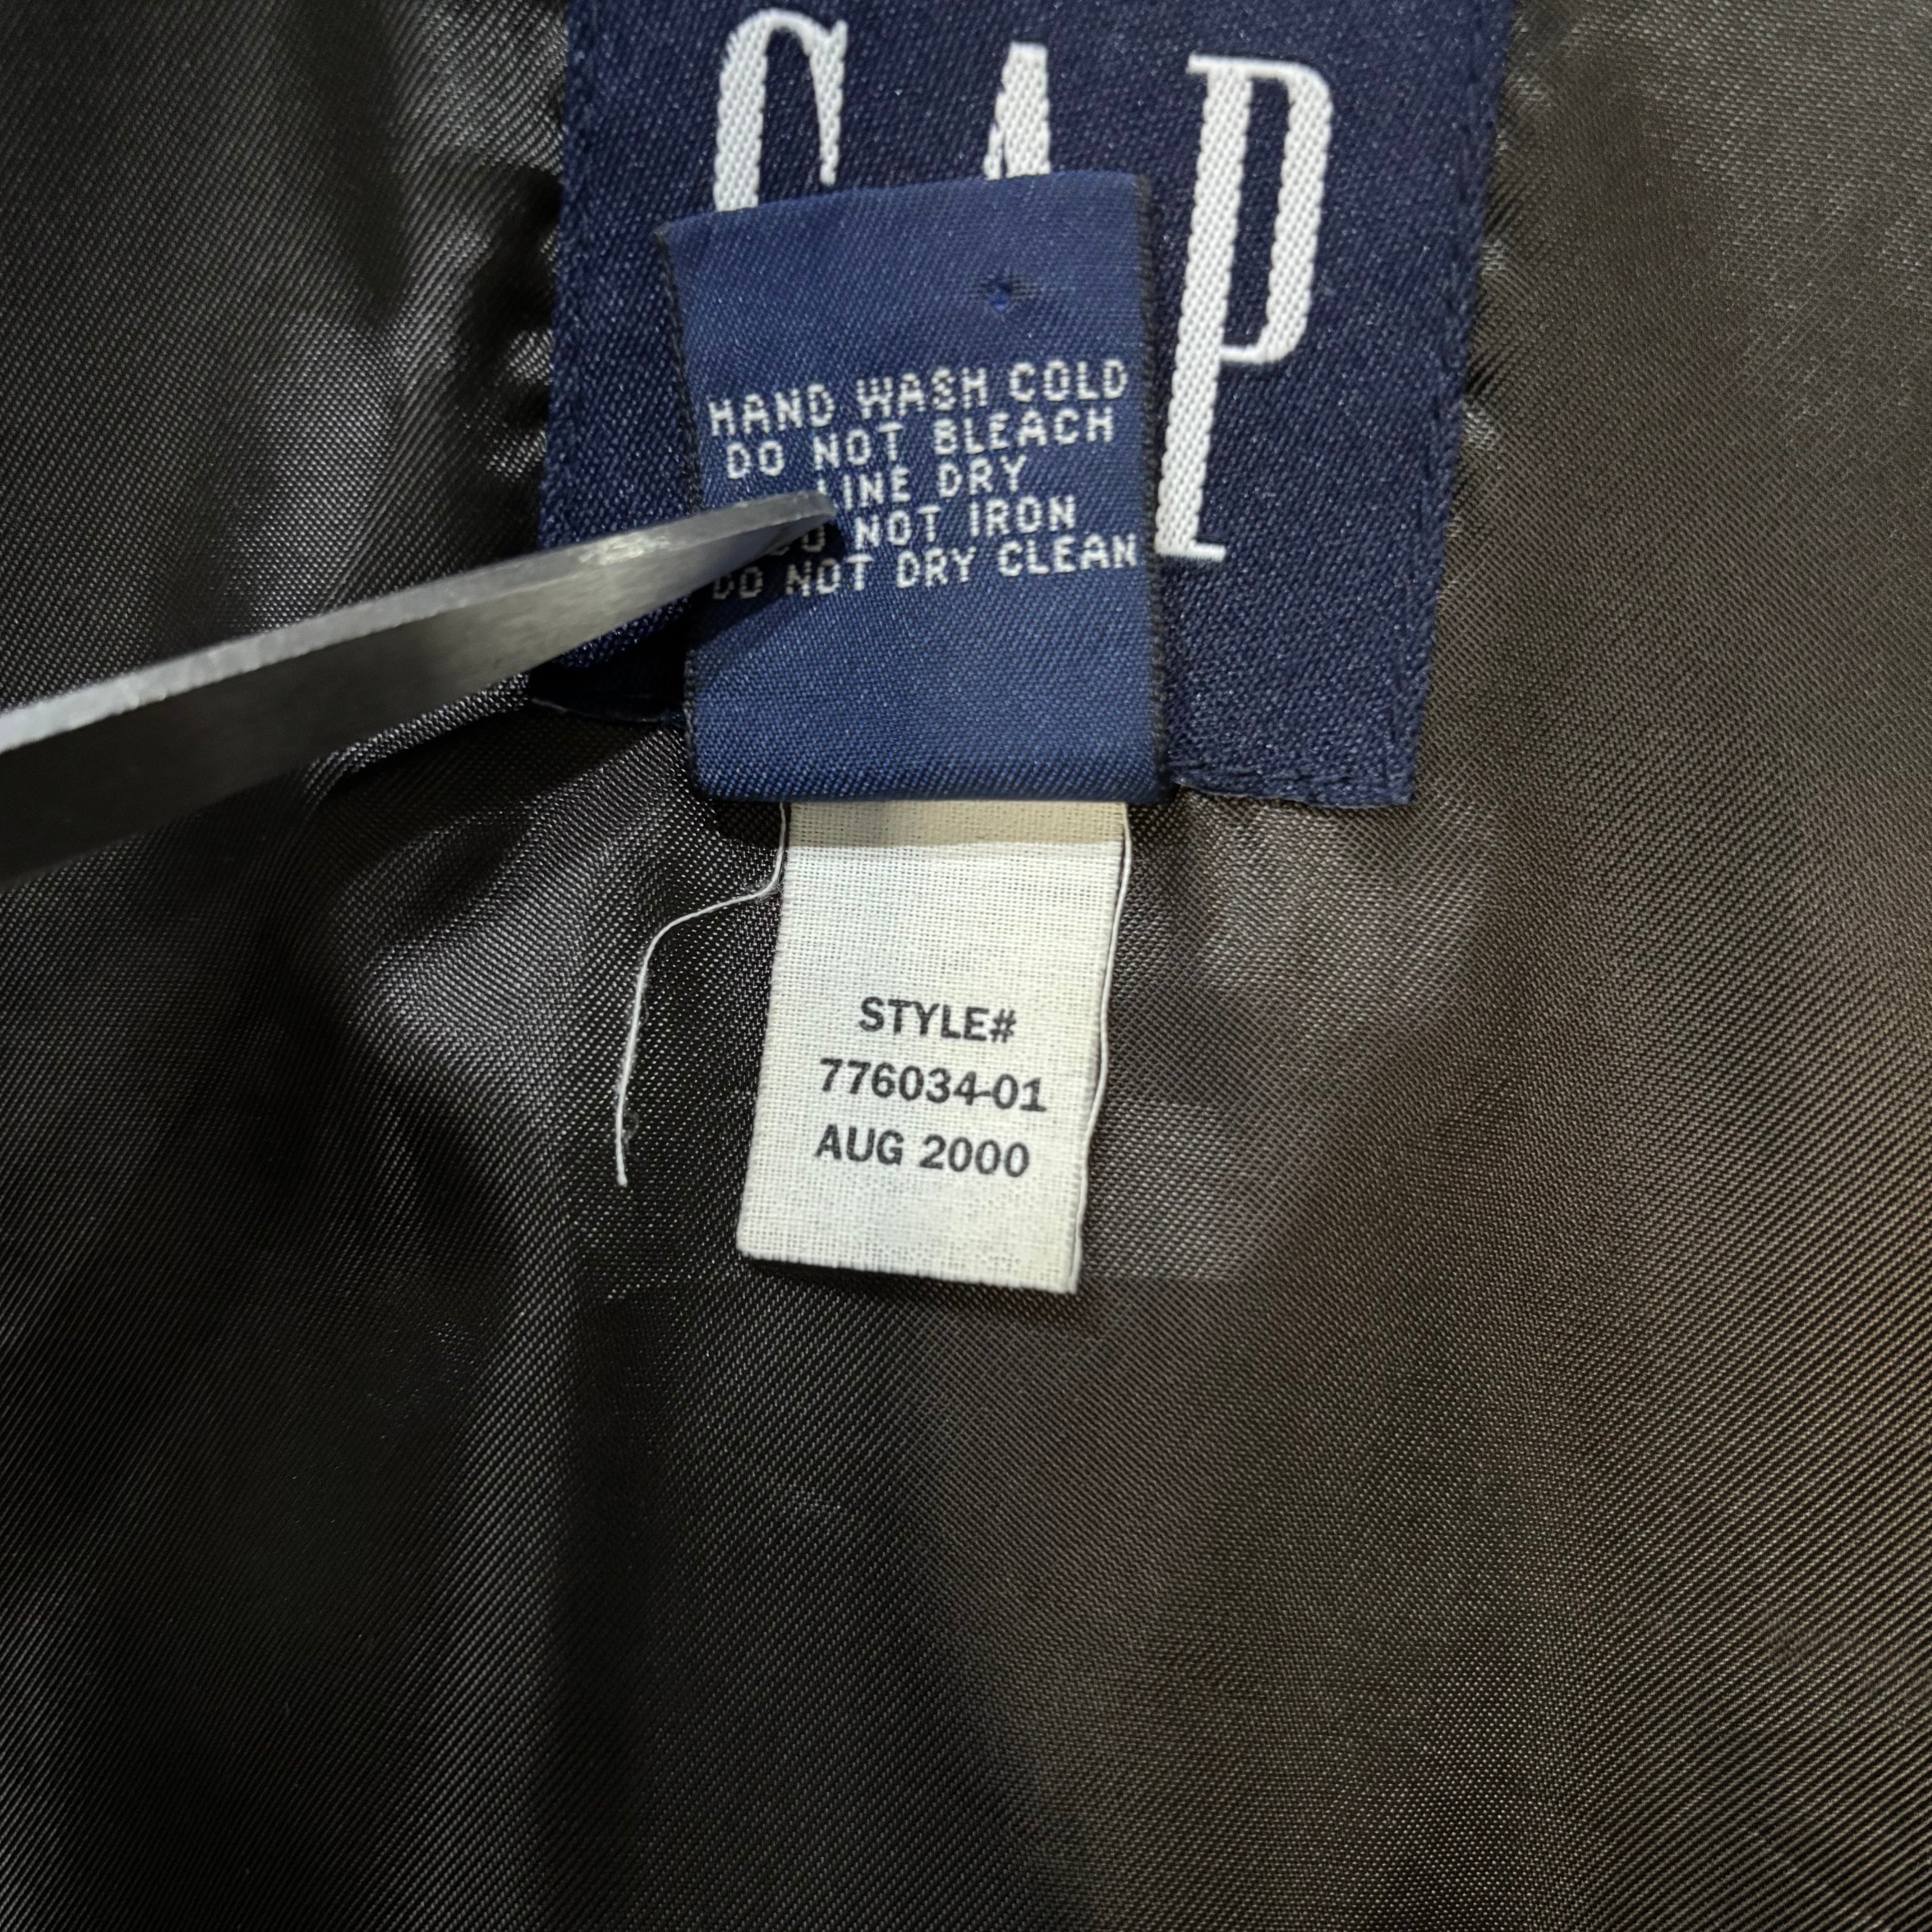 GAP
HAND WASH COLD
DO NOT BLEACH
LINE DRY
DO NOT IRON
DO NOT DRY CLEAN
STYLE#
776034-01
AUG 2000